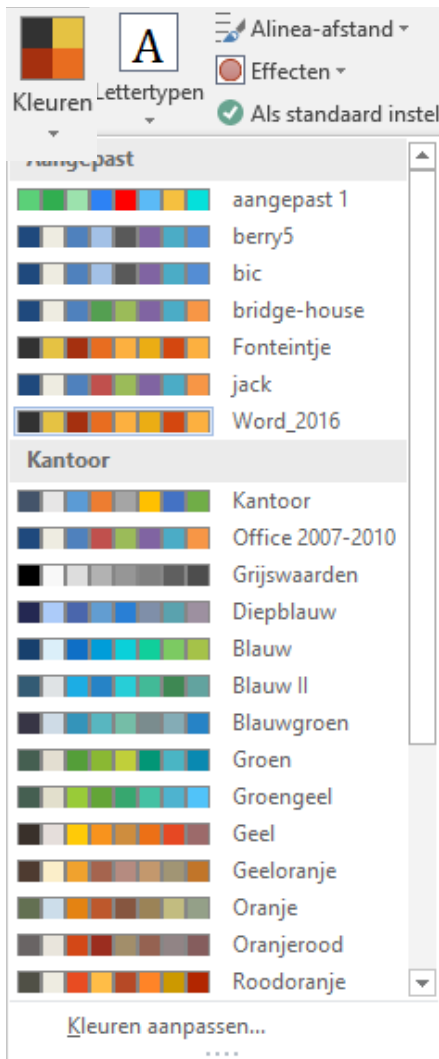 A
Alinea-afstand
Effecten
Kleuren
Lettertypen
Als standaard instel
Aangepast
aangepast 1
berry5
bic
bridge-house
Fonteintje
jack
Word_2016
Kantoor
Kantoor
Office 2007-2010
Grijswaarden
Diepblauw
Blauw
Blauw II
Blauwgroen
Groen
Groengeel
Geel
Geeloranje
Oranje
Oranjerood
Roodoranje
Kleuren aanpassen...